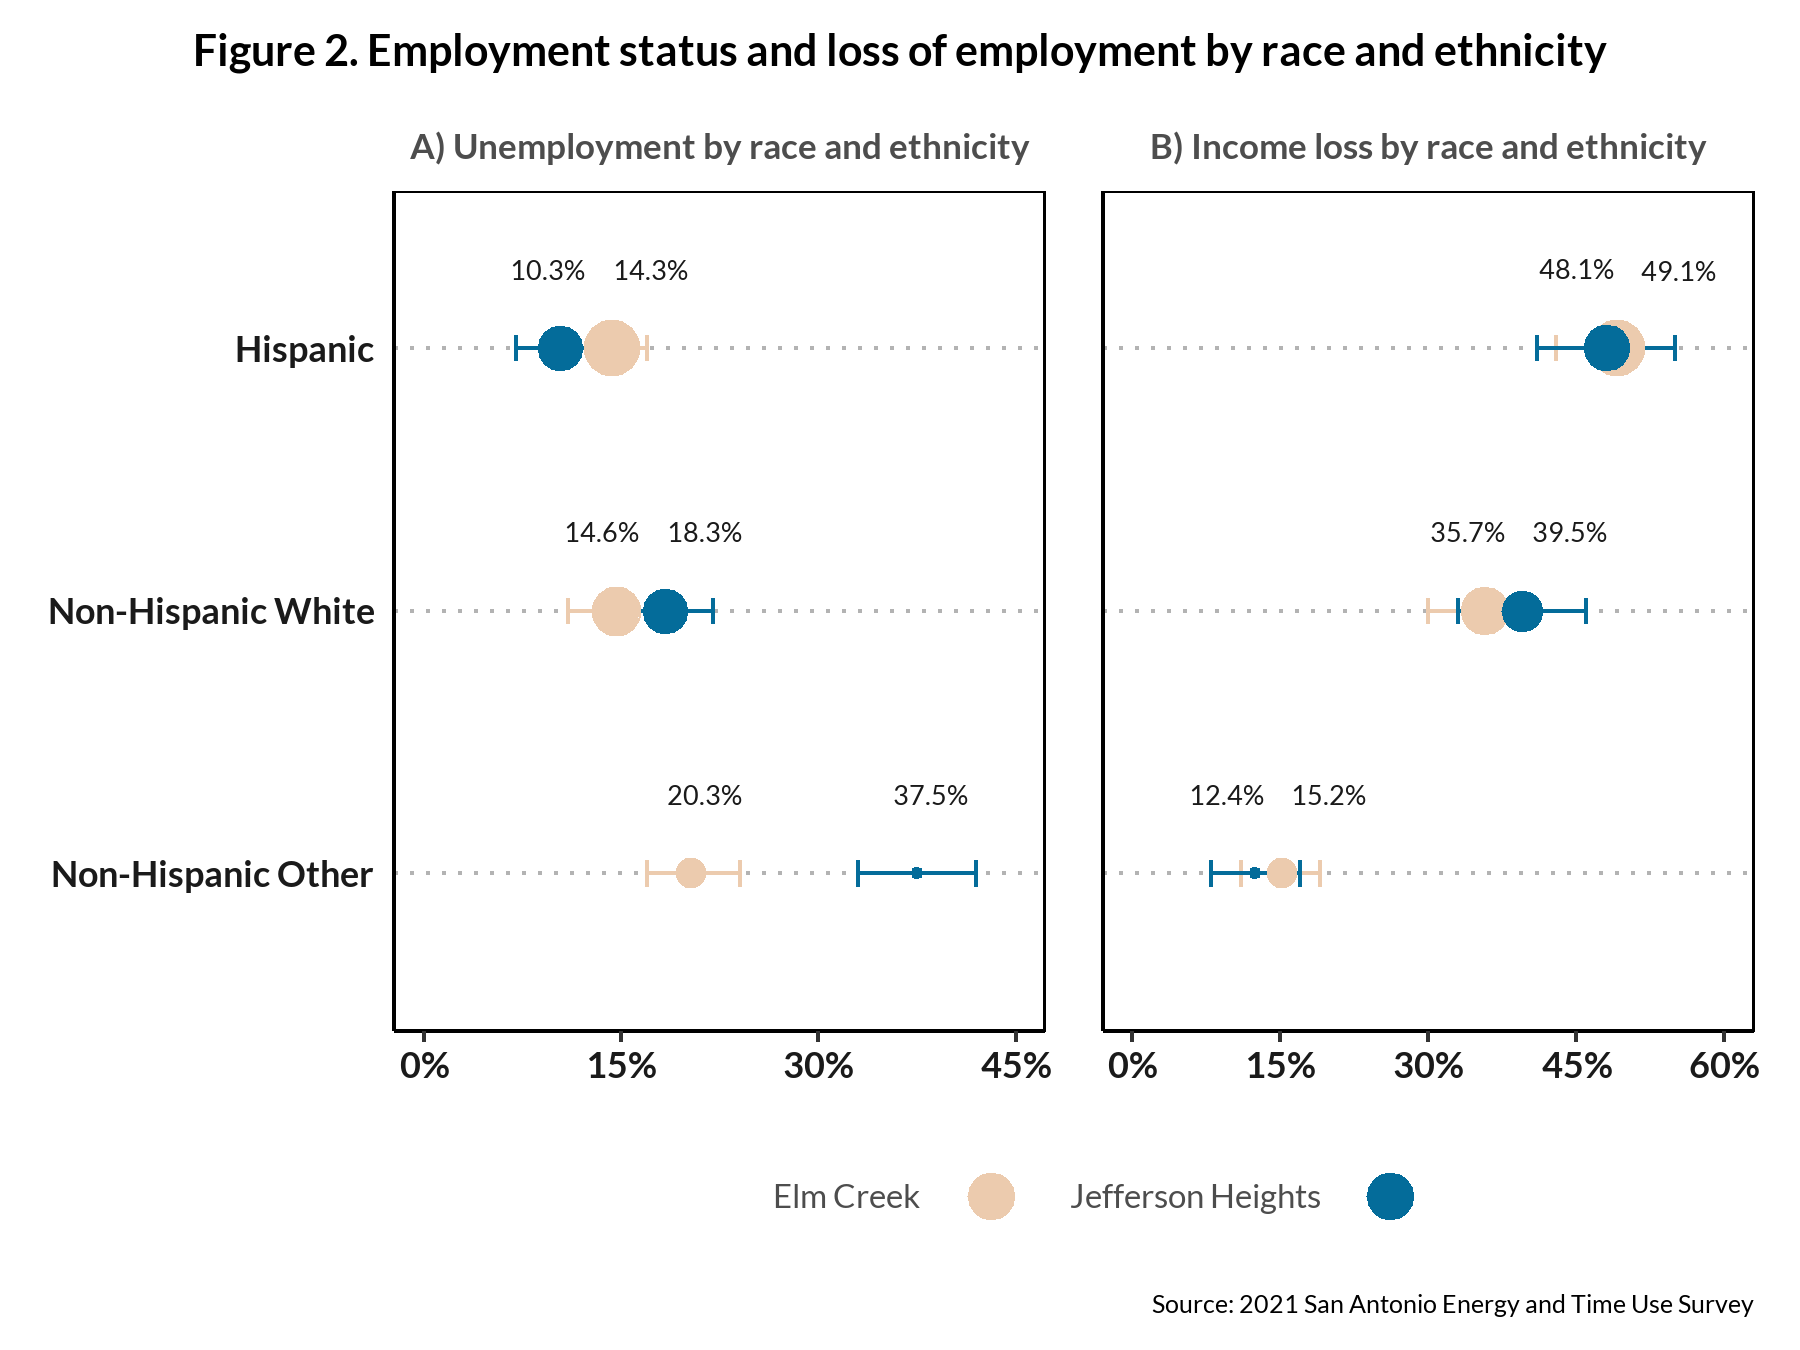 Figure 2. Employment status and loss of employment by race and ethnicity
A) Unemployment by race and ethnicity
B) Income loss by race and ethnicity
10.3% 14.3%
48.1% 49.1%
Hispanic
14.6% 18.3%
35.7% 39.5%
Non-Hispanic White
20.3% 37.5%
12.4% 15.2%
Non-Hispanic Other
0% 15% 30% 45%
0% 15% 30% 45% 60%
Elm Creek
Jefferson Heights
Source: 2021 San Antonio Energy and Time Use Survey